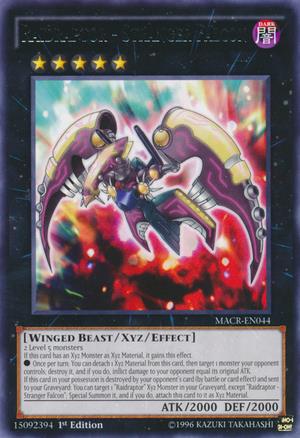 RAIDRAPTOR - STRANGER FALCON
DARK
闇
MACR-EN044
[WINGED BEAST/XYZ/EFFECT]
2 Level 5 monsters
If this card has an Xyz Monster as Xyz Material, it gains this effect.
● Once per turn: You can detach 1 Xyz Material from this card, then target 1 monster your opponent
controls; destroy it, and if you do, inflict damage to your opponent equal to its original ATK.
If this card in your possession is destroyed by your opponent's card (by battle or card effect) and sent
to your Graveyard: You can target 1 "Raidraptor" Xyz Monster in your Graveyard, except "Raidraptor -
Stranger Falcon"; Special Summon it, and if you do, attach this card to it as Xyz Material.
ATK/2000 DEF/2000
15092394 1st Edition ©1996 KAZUKI TAKAHASHI